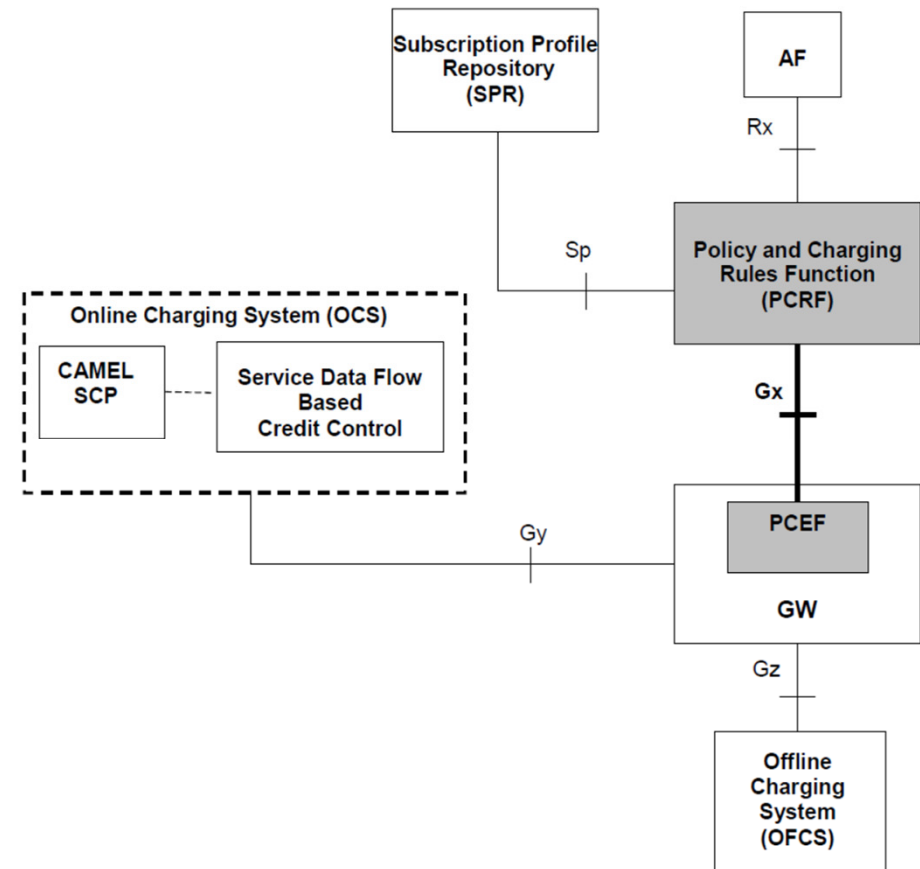 Subscription Profile
Repository
(SPR)
AF
Rx
Sp
Policy and Charging
Rules Function
(PCRF)
Online Charging System (OCS)
CAMEL
SCP
Service Data Flow
Based
Credit Control
Gx
Gy
PCEF
GW
Gz
Offline
Charging
System
(OFCS)